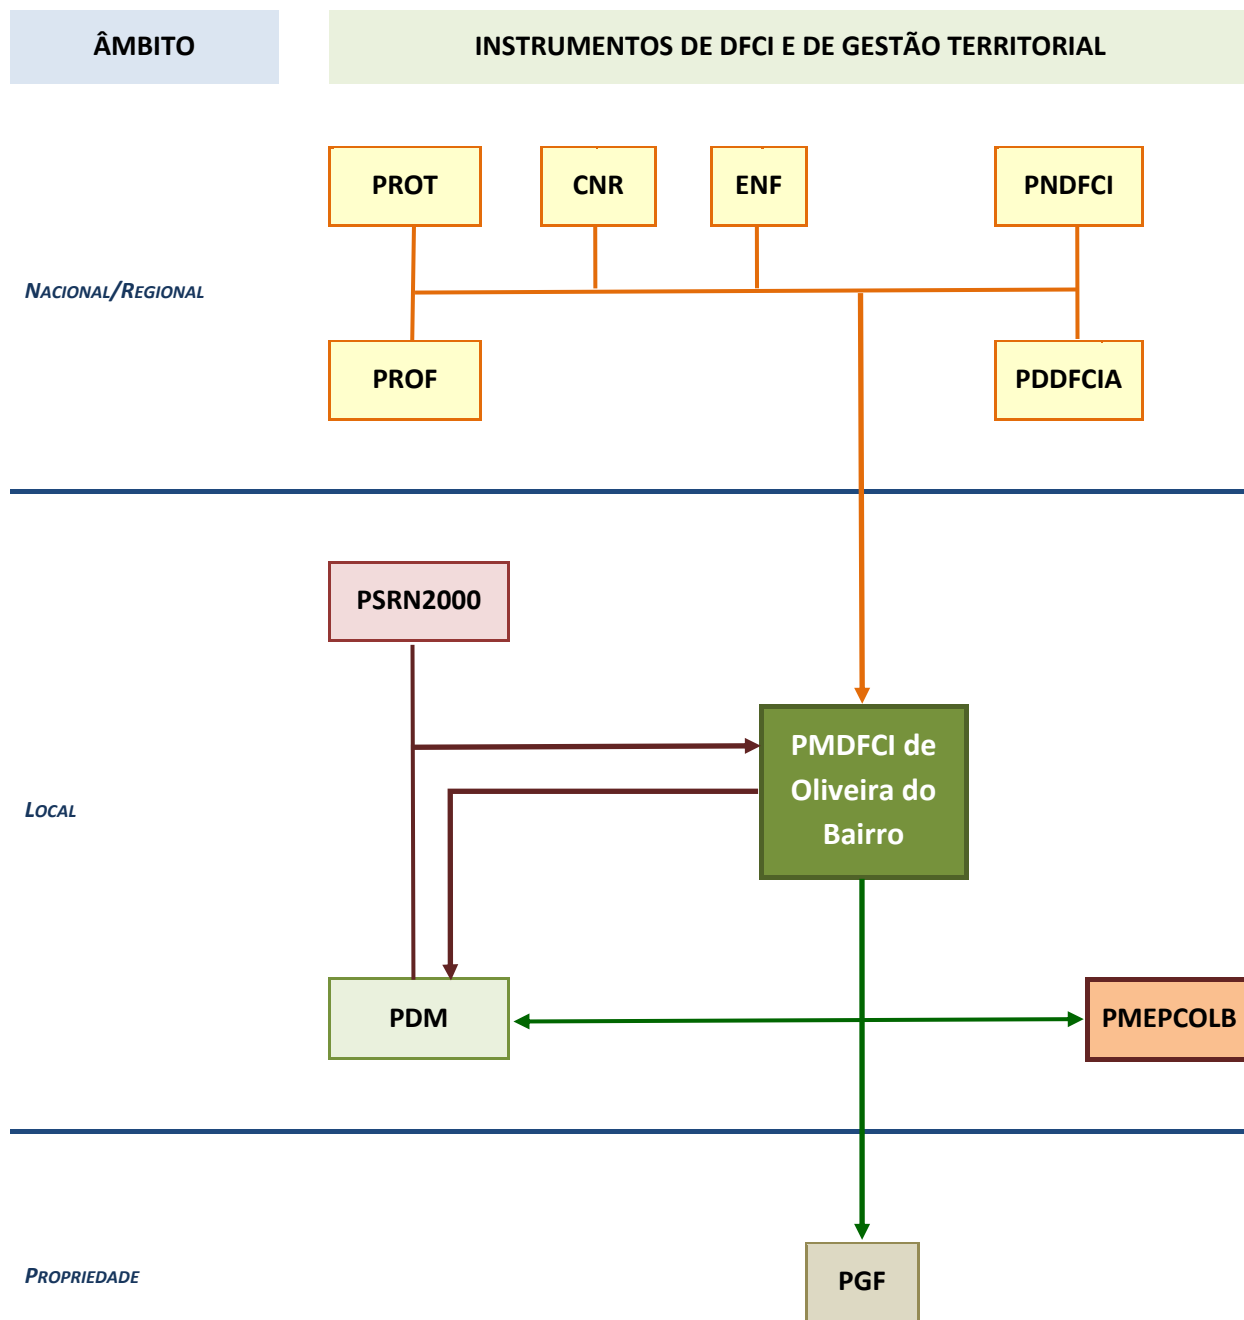 ÂMBITO
INSTRUMENTOS DE DFCI E DE GESTÃO TERRITORIAL
PROT
CNR
ENF
PNDFCI
NACIONAL/REGIONAL
PROF
PDDFCIA
PSRN2000
PMDFCI de
Oliveira do
Bairro
LOCAL
PDM
PMEPCOLB
PROPRIEDADE
PGF